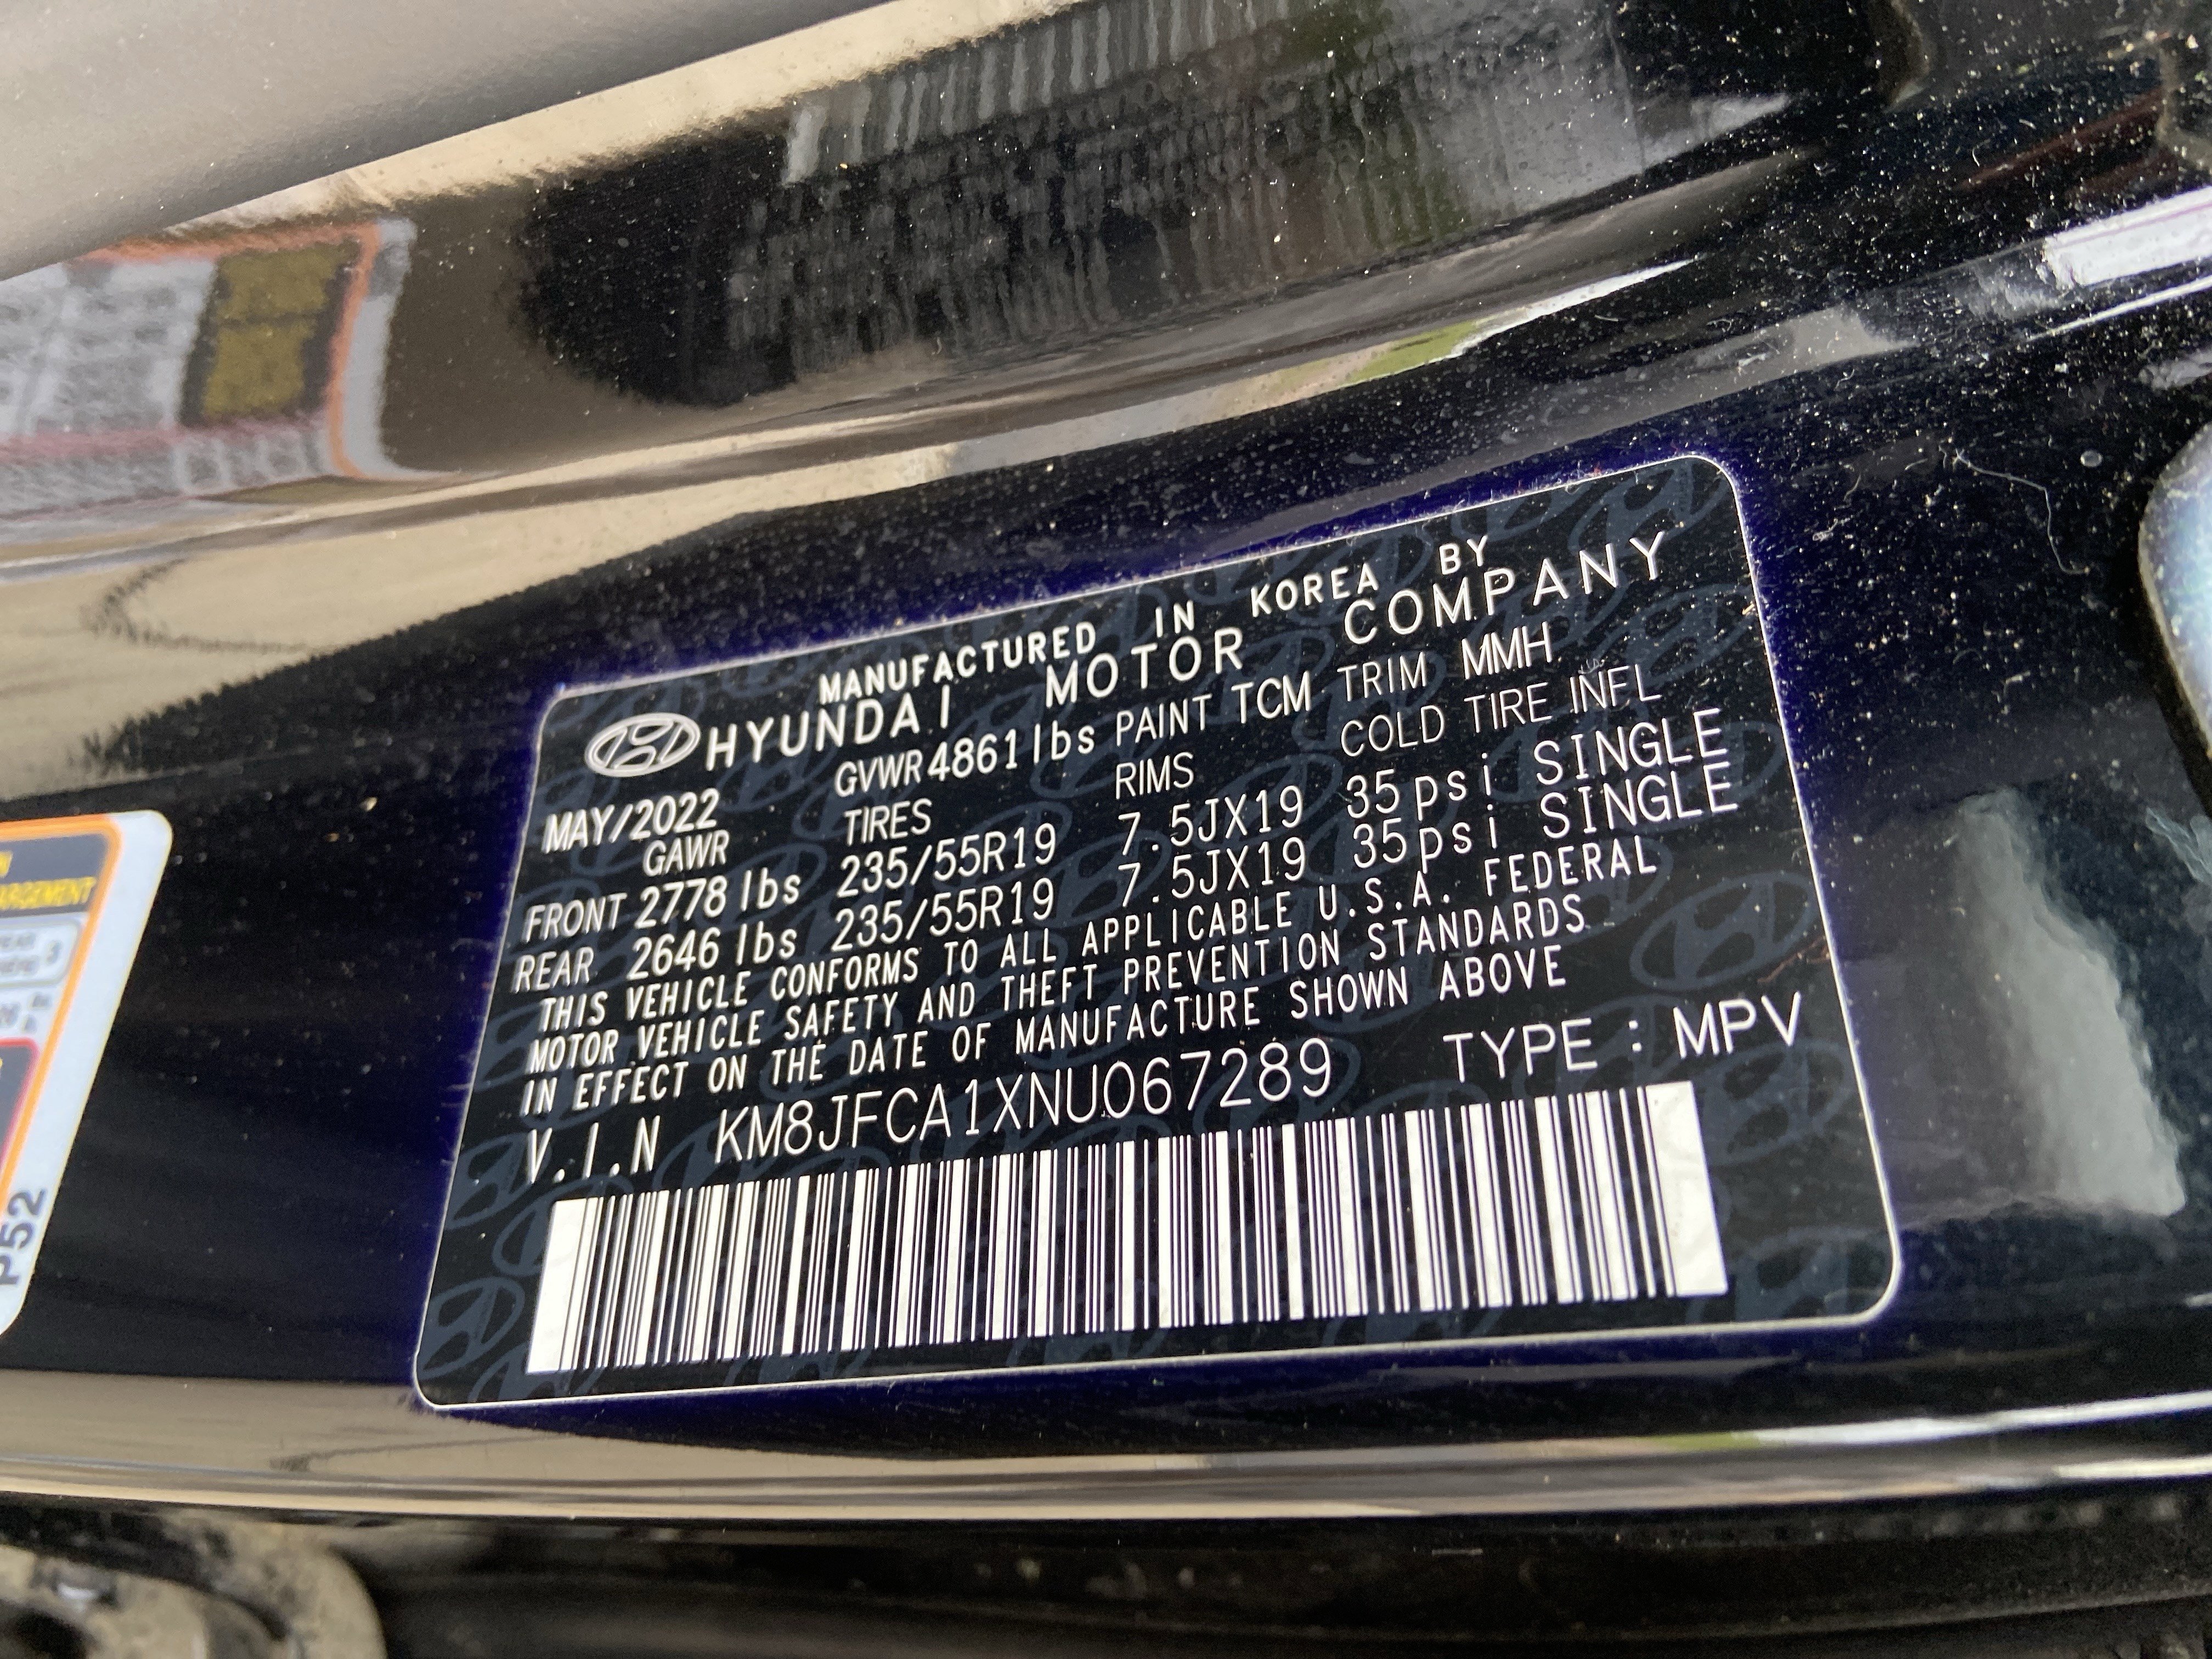 MANUFACTURED IN KOREA BY
HYUNDAI MOTOR COMPANY
GVWR 4861 lbs PAINT TCM TRIM MMH
MAY/2022
GAWR TIRES RIMS COLD TIRE INFL
FRONT 2778 lbs 235/55R19 7.5JX19 35psi SINGLE
REAR 2646 lbs 235/55R19 7.5JX19 35psi SINGLE
THIS VEHICLE CONFORMS TO ALL APPLICABLE U.S.A. FEDERAL
MOTOR VEHICLE SAFETY AND THEFT PREVENTION STANDARDS
IN EFFECT ON THE DATE OF MANUFACTURE SHOWN ABOVE
V.I.N KM8JFCA1XNU067289 TYPE : MPV
P52